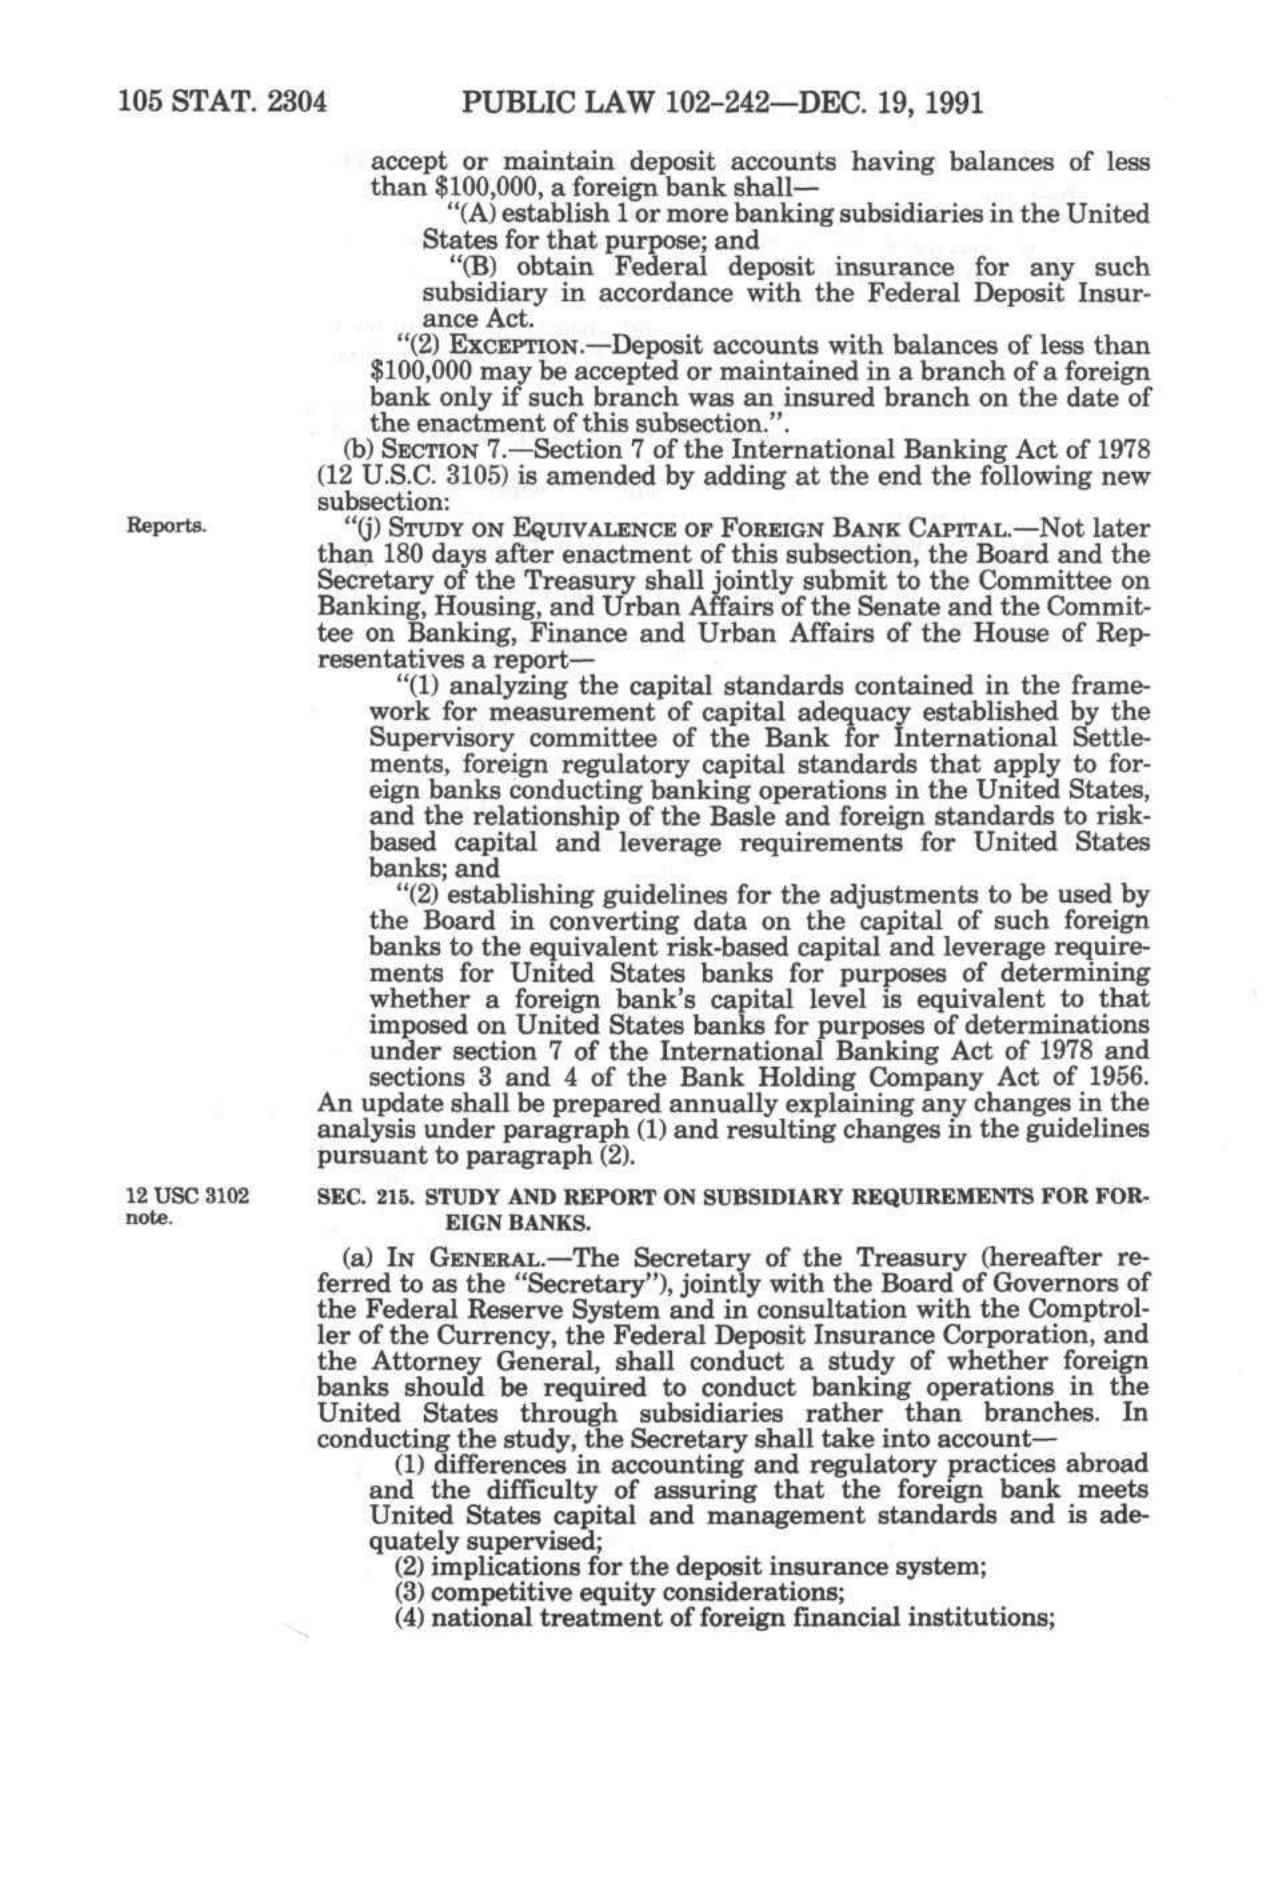 105 STAT. 2304 PUBLIC LAW 102-242—DEC. 19, 1991
accept or maintain deposit accounts having balances of less
than $100,000, a foreign bank shall—
"(A) establish 1 or more banking subsidiaries in the United
States for that purpose; and
"(B) obtain Federal deposit insurance for any such
subsidiary in accordance with the Federal Deposit Insur-
ance Act.
"(2) EXCEPTION.—Deposit accounts with balances of less than
$100,000 may be accepted or maintained in a branch of a foreign
bank only if such branch was an insured branch on the date of
the enactment of this subsection.".
(b) SECTION 7.—Section 7 of the International Banking Act of 1978
(12 U.S.C. 3105) is amended by adding at the end the following new
subsection:
Reports.
"(j) STUDY ON EQUIVALENCE OF FOREIGN BANK CAPITAL.—Not later
than 180 days after enactment of this subsection, the Board and the
Secretary of the Treasury shall jointly submit to the Committee on
Banking, Housing, and Urban Affairs of the Senate and the Commit-
tee on Banking, Finance and Urban Affairs of the House of Rep-
resentatives a report—
"(1) analyzing the capital standards contained in the frame-
work for measurement of capital adequacy established by the
Supervisory committee of the Bank for International Settle-
ments, foreign regulatory capital standards that apply to for-
eign banks conducting banking operations in the United States,
and the relationship of the Basle and foreign standards to risk-
based capital and leverage requirements for United States
banks; and
"(2) establishing guidelines for the adjustments to be used by
the Board in converting data on the capital of such foreign
banks to the equivalent risk-based capital and leverage require-
ments for United States banks for purposes of determining
whether a foreign bank's capital level is equivalent to that
imposed on United States banks for purposes of determinations
under section 7 of the International Banking Act of 1978 and
sections 3 and 4 of the Bank Holding Company Act of 1956.
An update shall be prepared annually explaining any changes in the
analysis under paragraph (1) and resulting changes in the guidelines
pursuant to paragraph (2).
12 USC 3102
note.
SEC. 215. STUDY AND REPORT ON SUBSIDIARY REQUIREMENTS FOR FOR-
EIGN BANKS.
(a) IN GENERAL.—The Secretary of the Treasury (hereafter re-
ferred to as the "Secretary"), jointly with the Board of Governors of
the Federal Reserve System and in consultation with the Comptrol-
ler of the Currency, the Federal Deposit Insurance Corporation, and
the Attorney General, shall conduct a study of whether foreign
banks should be required to conduct banking operations in the
United States through subsidiaries rather than branches. In
conducting the study, the Secretary shall take into account—
(1) differences in accounting and regulatory practices abroad
and the difficulty of assuring that the foreign bank meets
United States capital and management standards and is ade-
quately supervised;
(2) implications for the deposit insurance system;
(3) competitive equity considerations;
(4) national treatment of foreign financial institutions;